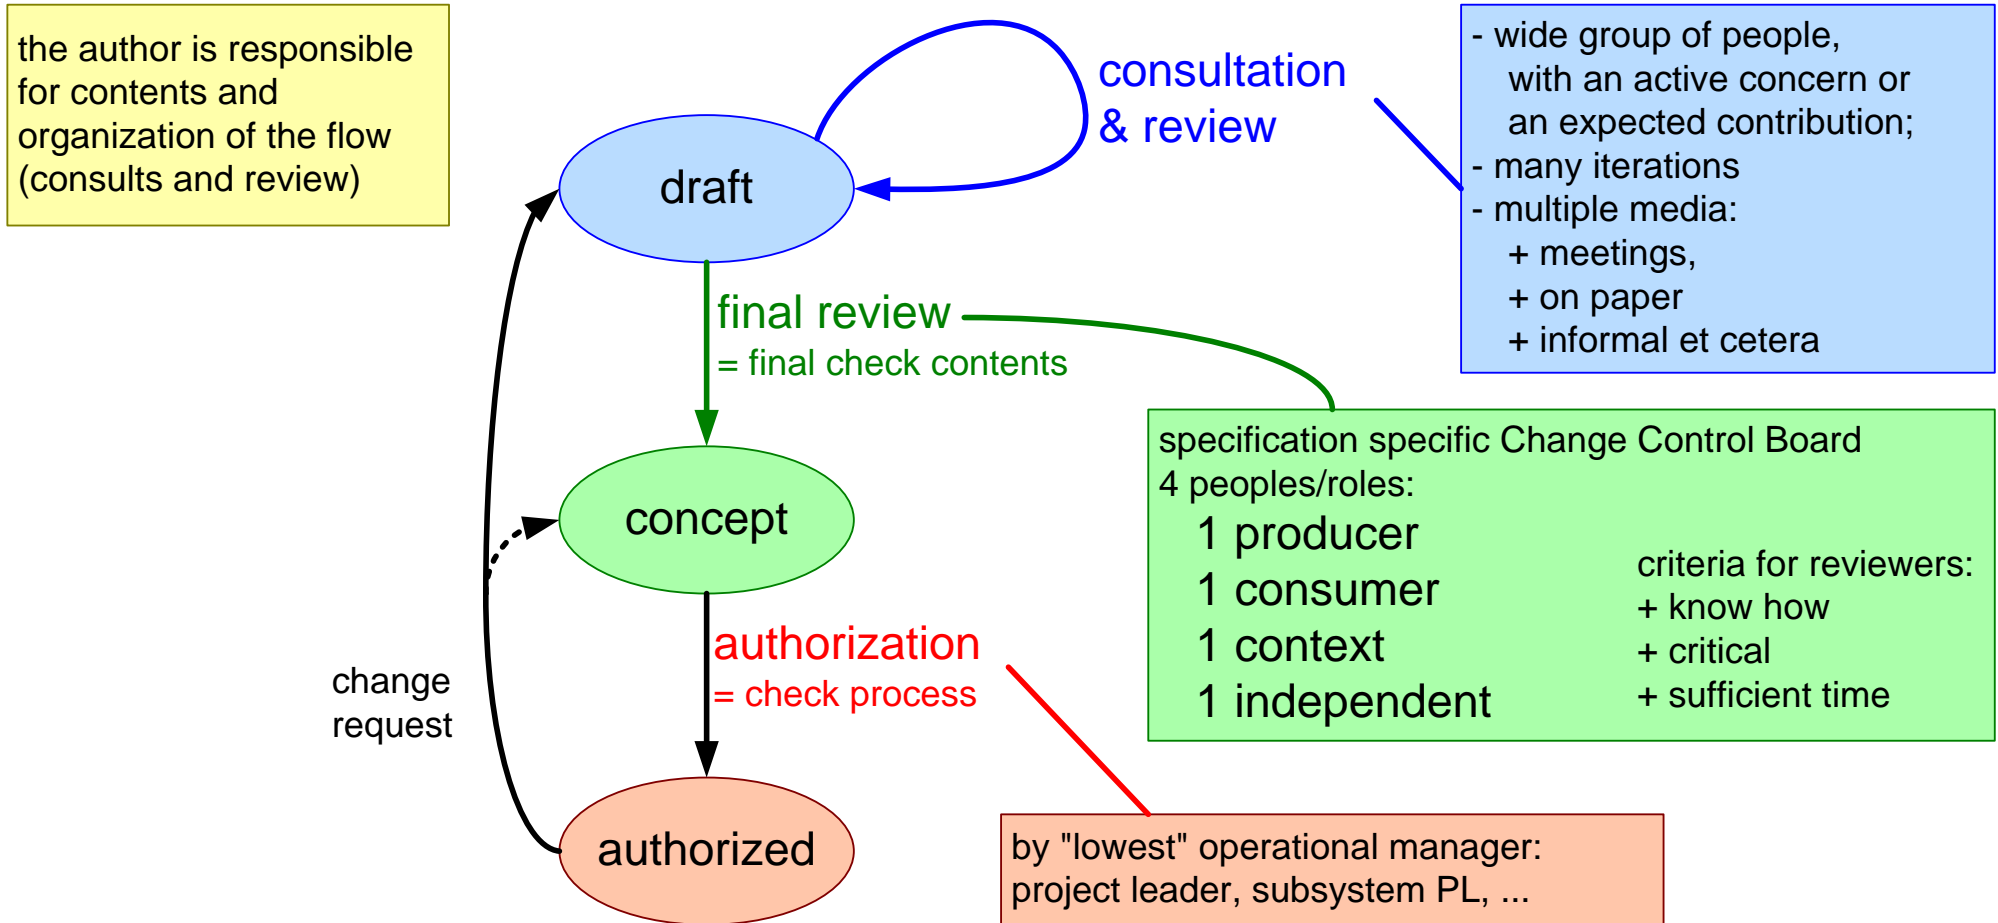 the author is responsible
for contents and
organization of the flow
(consults and review)
consultation
& review
- wide group of people,
with an active concern or
an expected contribution;
- many iterations
- multiple media:
+ meetings,
+ on paper
+ informal et cetera
draft
final review
= final check contents
specification specific Change Control Board
4 peoples/roles:
1 producer
1 consumer
1 context
1 independent
criteria for reviewers:
+ know how
+ critical
+ sufficient time
concept
authorization
= check process
change
request
authorized
by "lowest" operational manager:
project leader, subsystem PL, ...